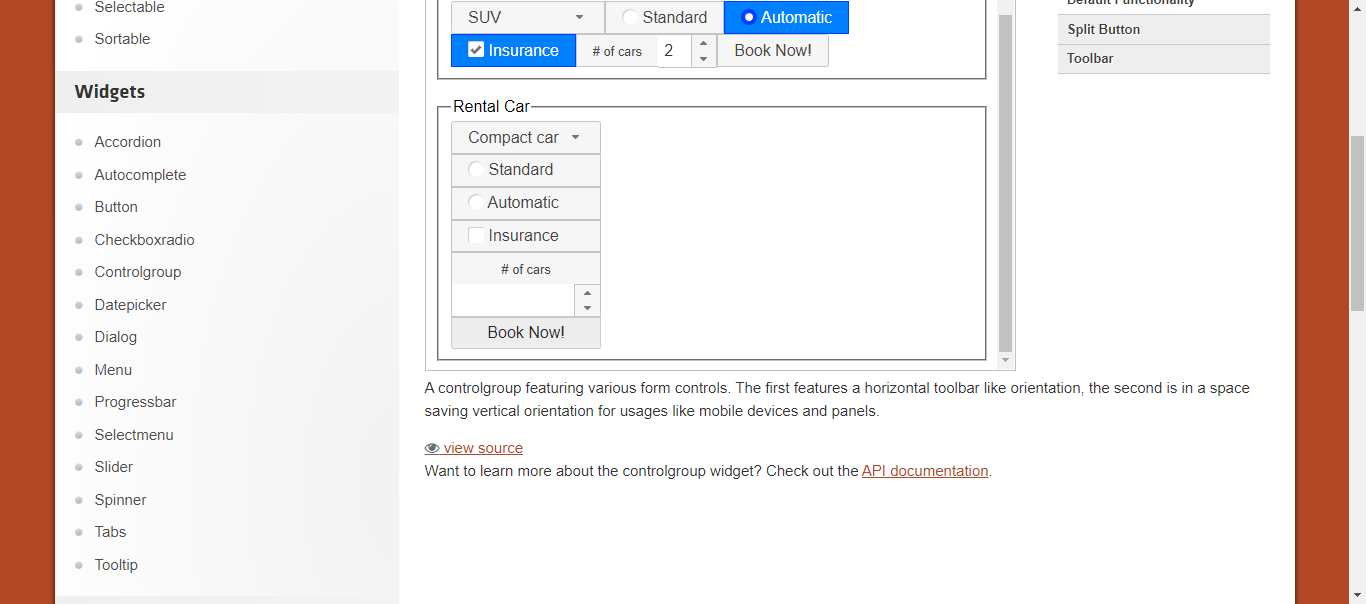 Selectable
Sortable
Widgets
Accordion
Autocomplete
Button
Checkboxradio
Controlgroup
Datepicker
Dialog
Menu
Progressbar
Selectmenu
Slider
Spinner
Tabs
Tooltip
SUV Standard Automatic
Insurance # of cars 2 Book Now!
Rental Car
Compact car
Standard
Automatic
Insurance
# of cars
Book Now!
A controlgroup featuring various form controls. The first features a horizontal toolbar like orientation, the second is in a space
saving vertical orientation for usages like mobile devices and panels.
view source
Want to learn more about the controlgroup widget? Check out the API documentation.
Default Functionality
Split Button
Toolbar